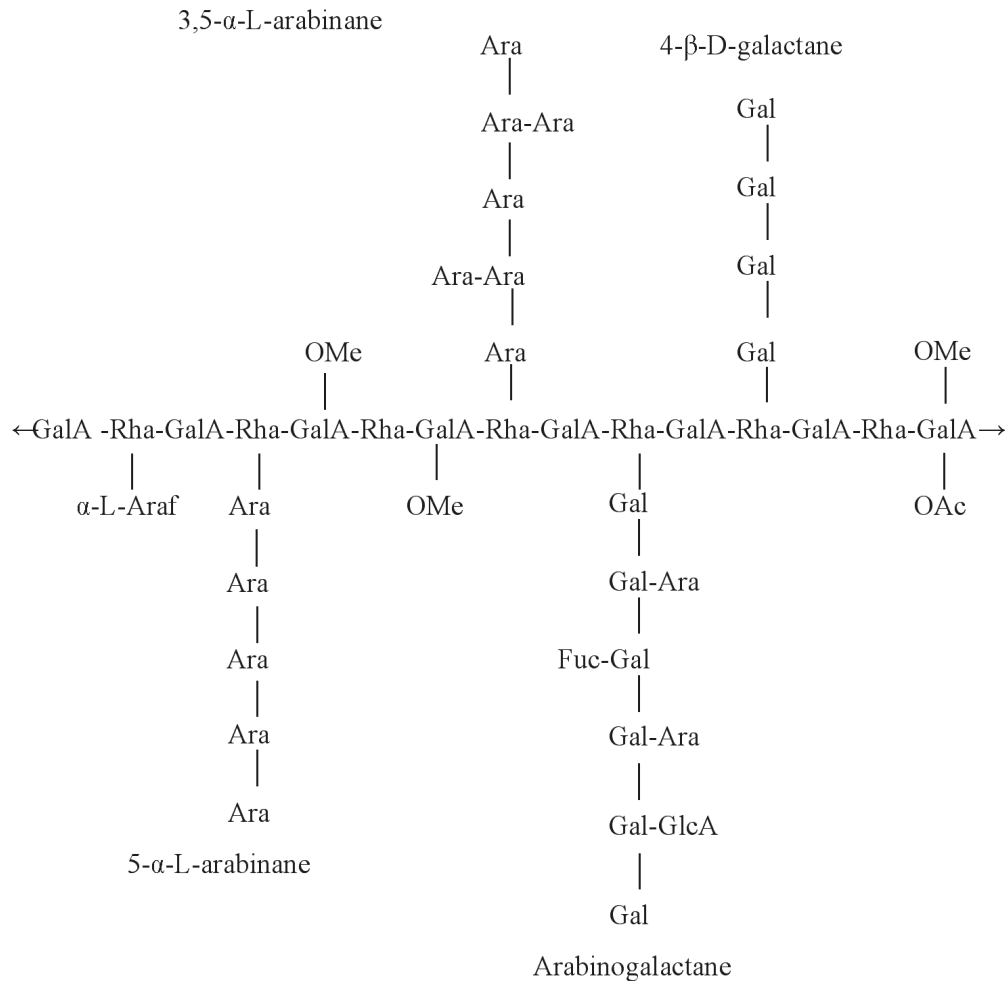 3,5-α-L-arabinane
Ara
4-β-D-galactane
Ara-Ara
Gal
Ara
Gal
Ara-Ara
Gal
OMe
Ara
Gal
OMe
←GalA -Rha-GalA-Rha-GalA-Rha-GalA-Rha-GalA-Rha-GalA-Rha-GalA-Rha-GalA→
α-L-Araf
Ara
OMe
Gal
OAc
Ara
Gal-Ara
Ara
Fuc-Gal
Ara
Gal-Ara
Ara
Gal-GlcA
5-α-L-arabinane
Gal
Arabinogalactane